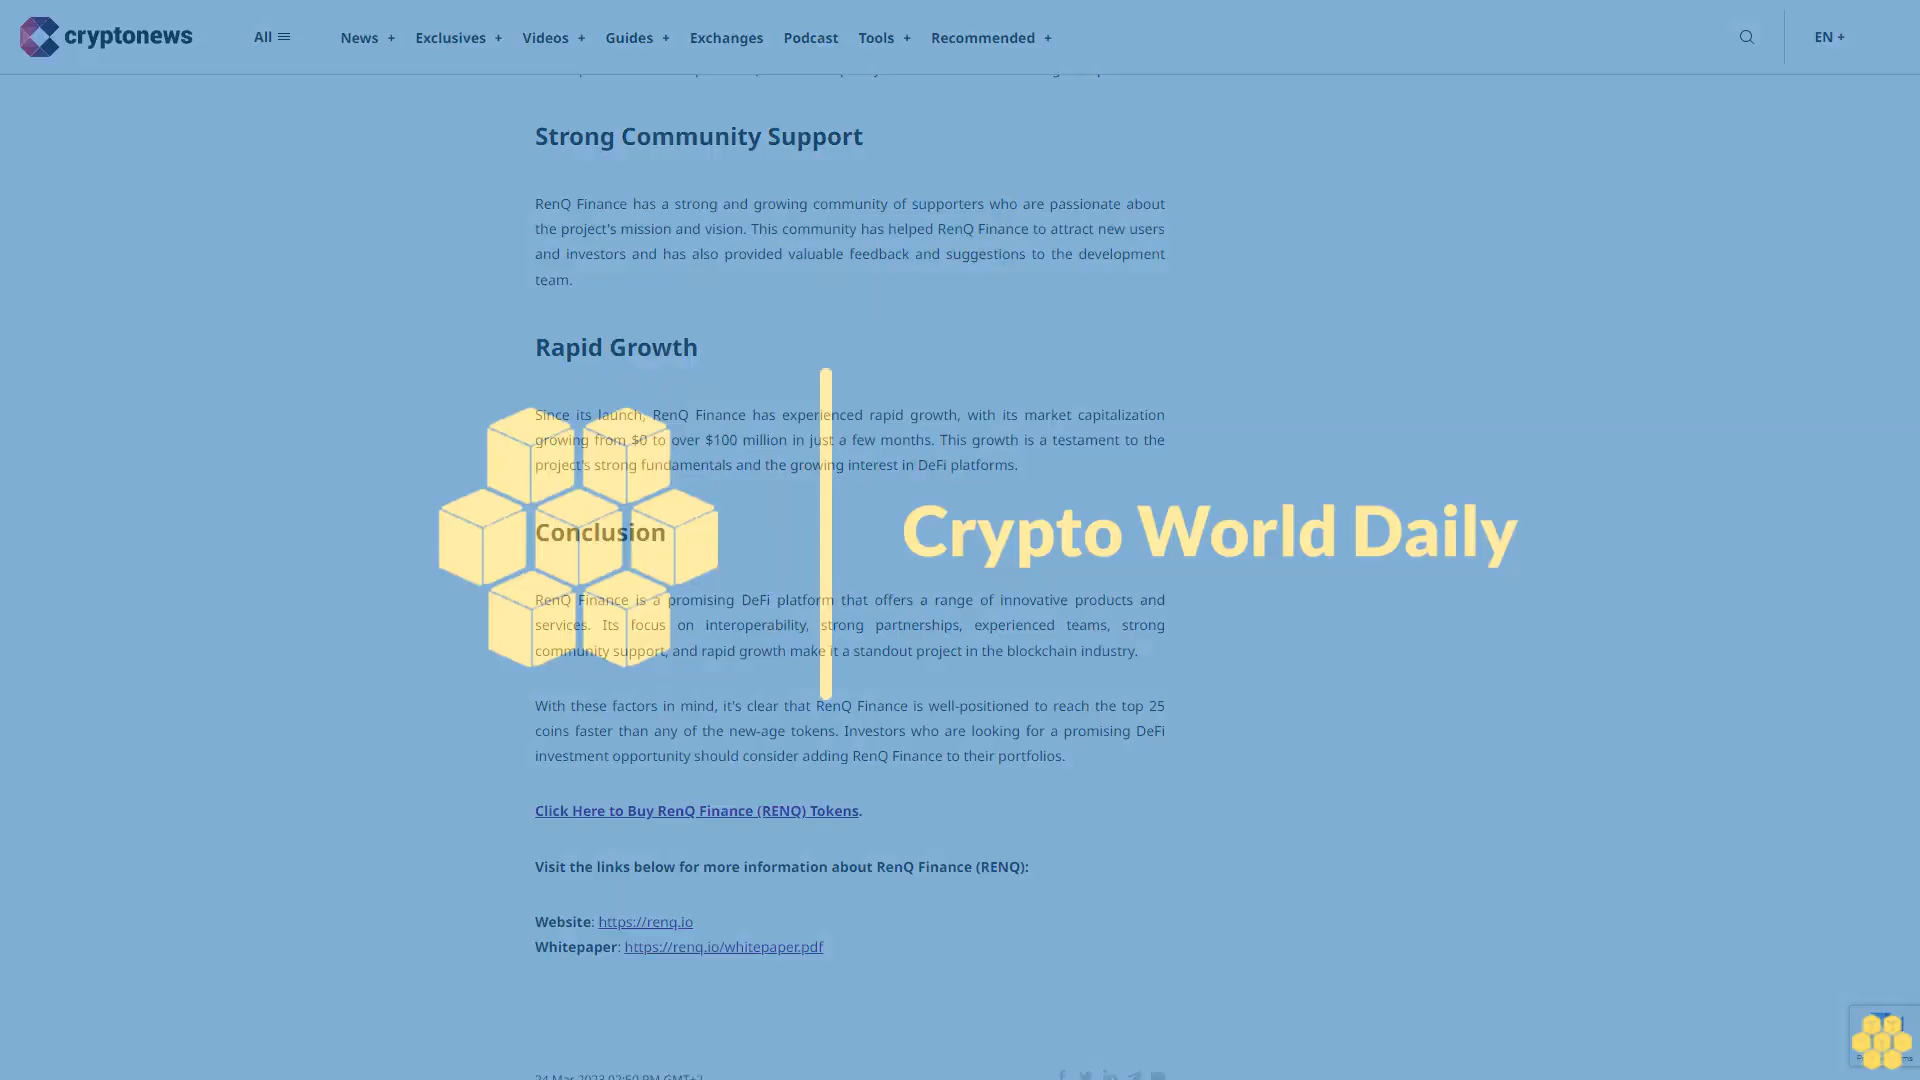 cryptonews
All
News +
Exclusives +
Videos +
Guides +
Exchanges
Podcast
Tools +
Recommended +
EN +
Strong Community Support
RenQ Finance has a strong and growing community of supporters who are passionate about
the project's mission and vision. This community has helped RenQ Finance to attract new users
and investors and has also provided valuable feedback and suggestions to the development
team.
Rapid Growth
Since its launch, RenQ Finance has experienced rapid growth, with its market capitalization
growing from $0 to over $100 million in just a few months. This growth is a testament to the
project's strong fundamentals and the growing interest in DeFi platforms.
Crypto World Daily
Conclusion
RenQ Finance is a promising DeFi platform that offers a range of innovative products and
services. Its focus on interoperability, strong partnerships, experienced teams, strong
community support, and rapid growth make it a standout project in the blockchain industry.
With these factors in mind, it's clear that RenQ Finance is well-positioned to reach the top 25
coins faster than any of the new-age tokens. Investors who are looking for a promising DeFi
investment opportunity should consider adding RenQ Finance to their portfolios.
Click Here to Buy RenQ Finance (RENQ) Tokens.
Visit the links below for more information about RenQ Finance (RENQ):
Website: https://renq.io
Whitepaper: https://renq.io/whitepaper.pdf